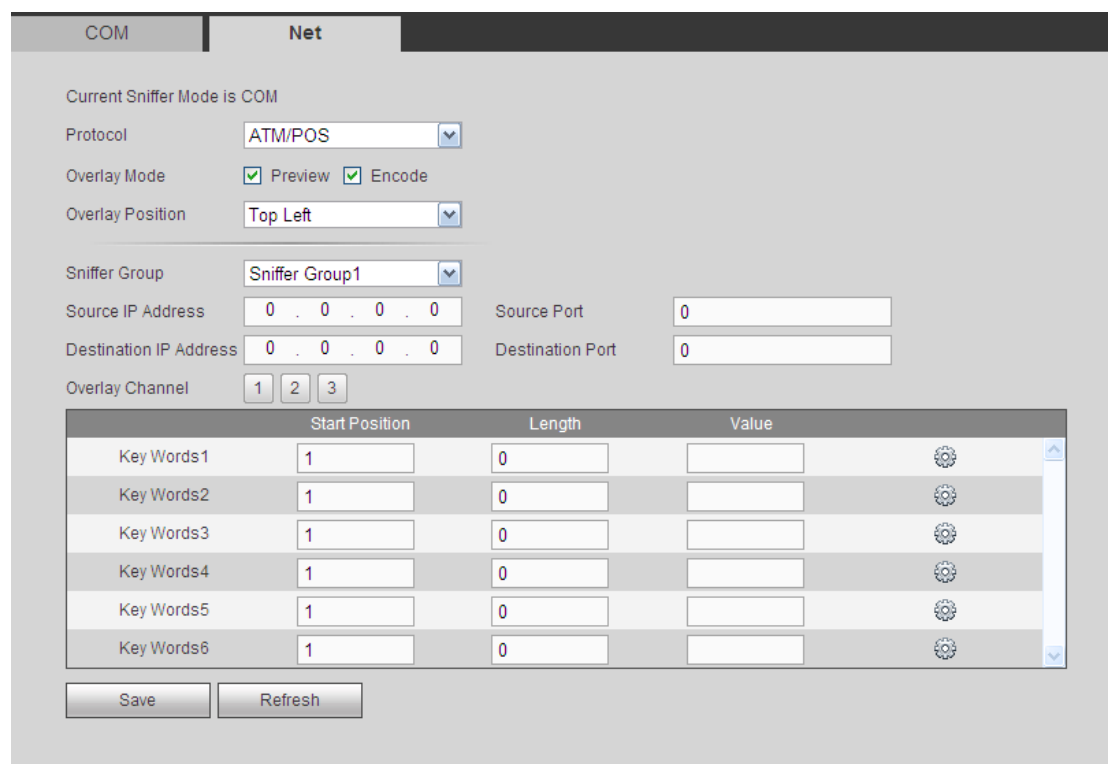 COM Net
Current Sniffer Mode is COM
Protocol ATM/POS
Overlay Mode Preview Encode
Overlay Position Top Left
Sniffer Group Sniffer Group1
Source IP Address 0 . 0 . 0 . 0 Source Port 0
Destination IP Address 0 . 0 . 0 . 0 Destination Port 0
Overlay Channel 1 2 3
Start Position Length Value
Key Words1 1 0
Key Words2 1 0
Key Words3 1 0
Key Words4 1 0
Key Words5 1 0
Key Words6 1 0
Save Refresh